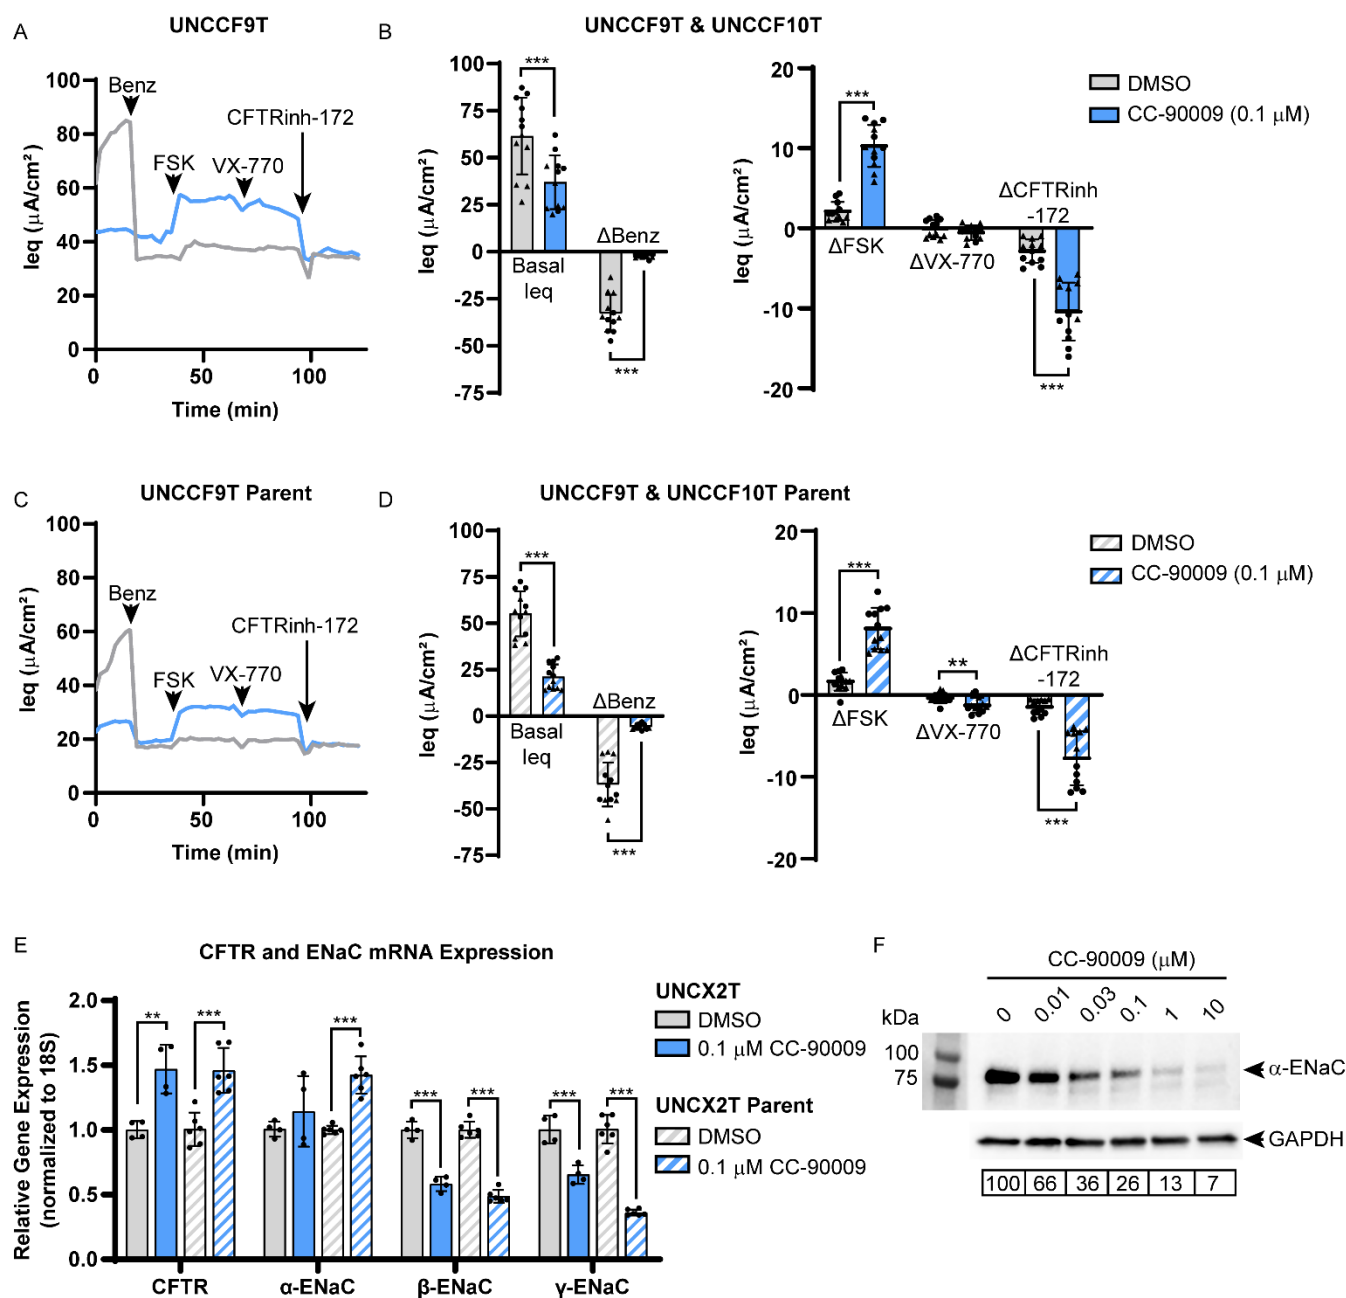 A
UNCCF9T
Benz
FSK
VX-770
CFTRinh-172
Ieq (μA/cm²)
100
80
60
40
20
0
0
50
100
Time (min)
B
UNCCF9T & UNCCF10T
Ieq (μA/cm²)
100
75
50
25
0
-25
-50
-75
***
Basal
Ieq
ΔBenz
***
Ieq (μA/cm²)
20
10
0
-10
-20
***
ΔFSK
ΔVX-770
ΔCFTRinh
-172
***
DMSO
CC-90009 (0.1 μM)
C
UNCCF9T Parent
Benz
FSK
VX-770
CFTRinh-172
Ieq (μA/cm²)
100
80
60
40
20
0
0
50
100
Time (min)
D
UNCCF9T & UNCCF10T Parent
Ieq (μA/cm²)
100
75
50
25
0
-25
-50
-75
***
Basal
Ieq
ΔBenz
***
Ieq (μA/cm²)
20
10
0
-10
-20
***
ΔFSK
**
ΔVX-770
ΔCFTRinh
-172
***
DMSO
CC-90009 (0.1 μM)
E
CFTR and ENaC mRNA Expression
Relative Gene Expression
(normalized to 18S)
2.0
1.5
1.0
0.5
0.0
** *** *** *** *** *** ***
CFTR α-ENaC β-ENaC γ-ENaC
UNCX2T
DMSO
0.1 μM CC-90009
UNCX2T Parent
DMSO
0.1 μM CC-90009
F
CC-90009 (μM)
kDa 0 0.01 0.03 0.1 1 10
100
75
α-ENaC
GAPDH
100 66 36 26 13 7